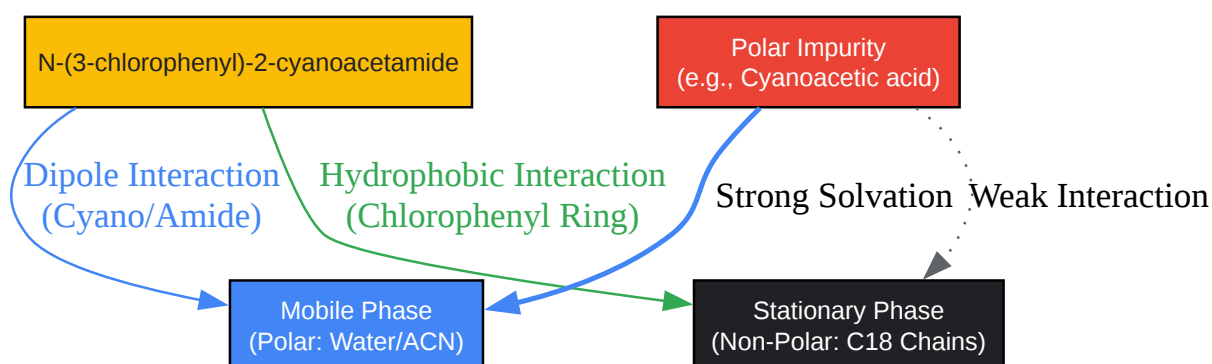 N-(3-chlorophenyl)-2-cyanoacetamide
Polar Impurity
(e.g., Cyanoacetic acid)
Dipole Interaction
(Cyano/Amide)
Hydrophobic Interaction
(Chlorophenyl Ring)
Strong Solvation
Weak Interaction
Mobile Phase
(Polar: Water/ACN)
Stationary Phase
(Non-Polar: C18 Chains)